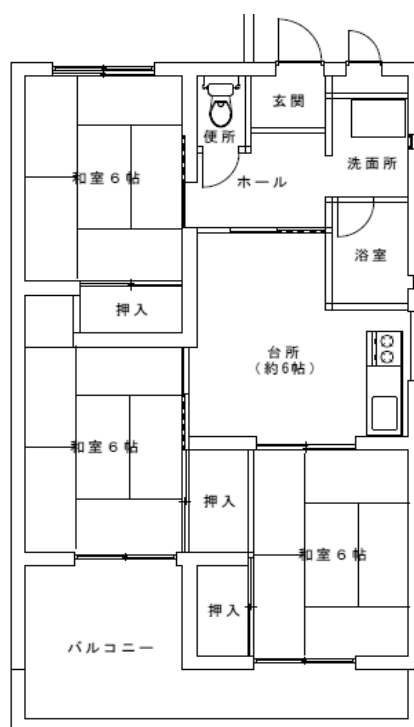 玄関
便所
洗面所
和室６帖
ホール
浴室
押入
台所
（約6帖）
和室６帖
押入
和室６帖
押入
バルコニー